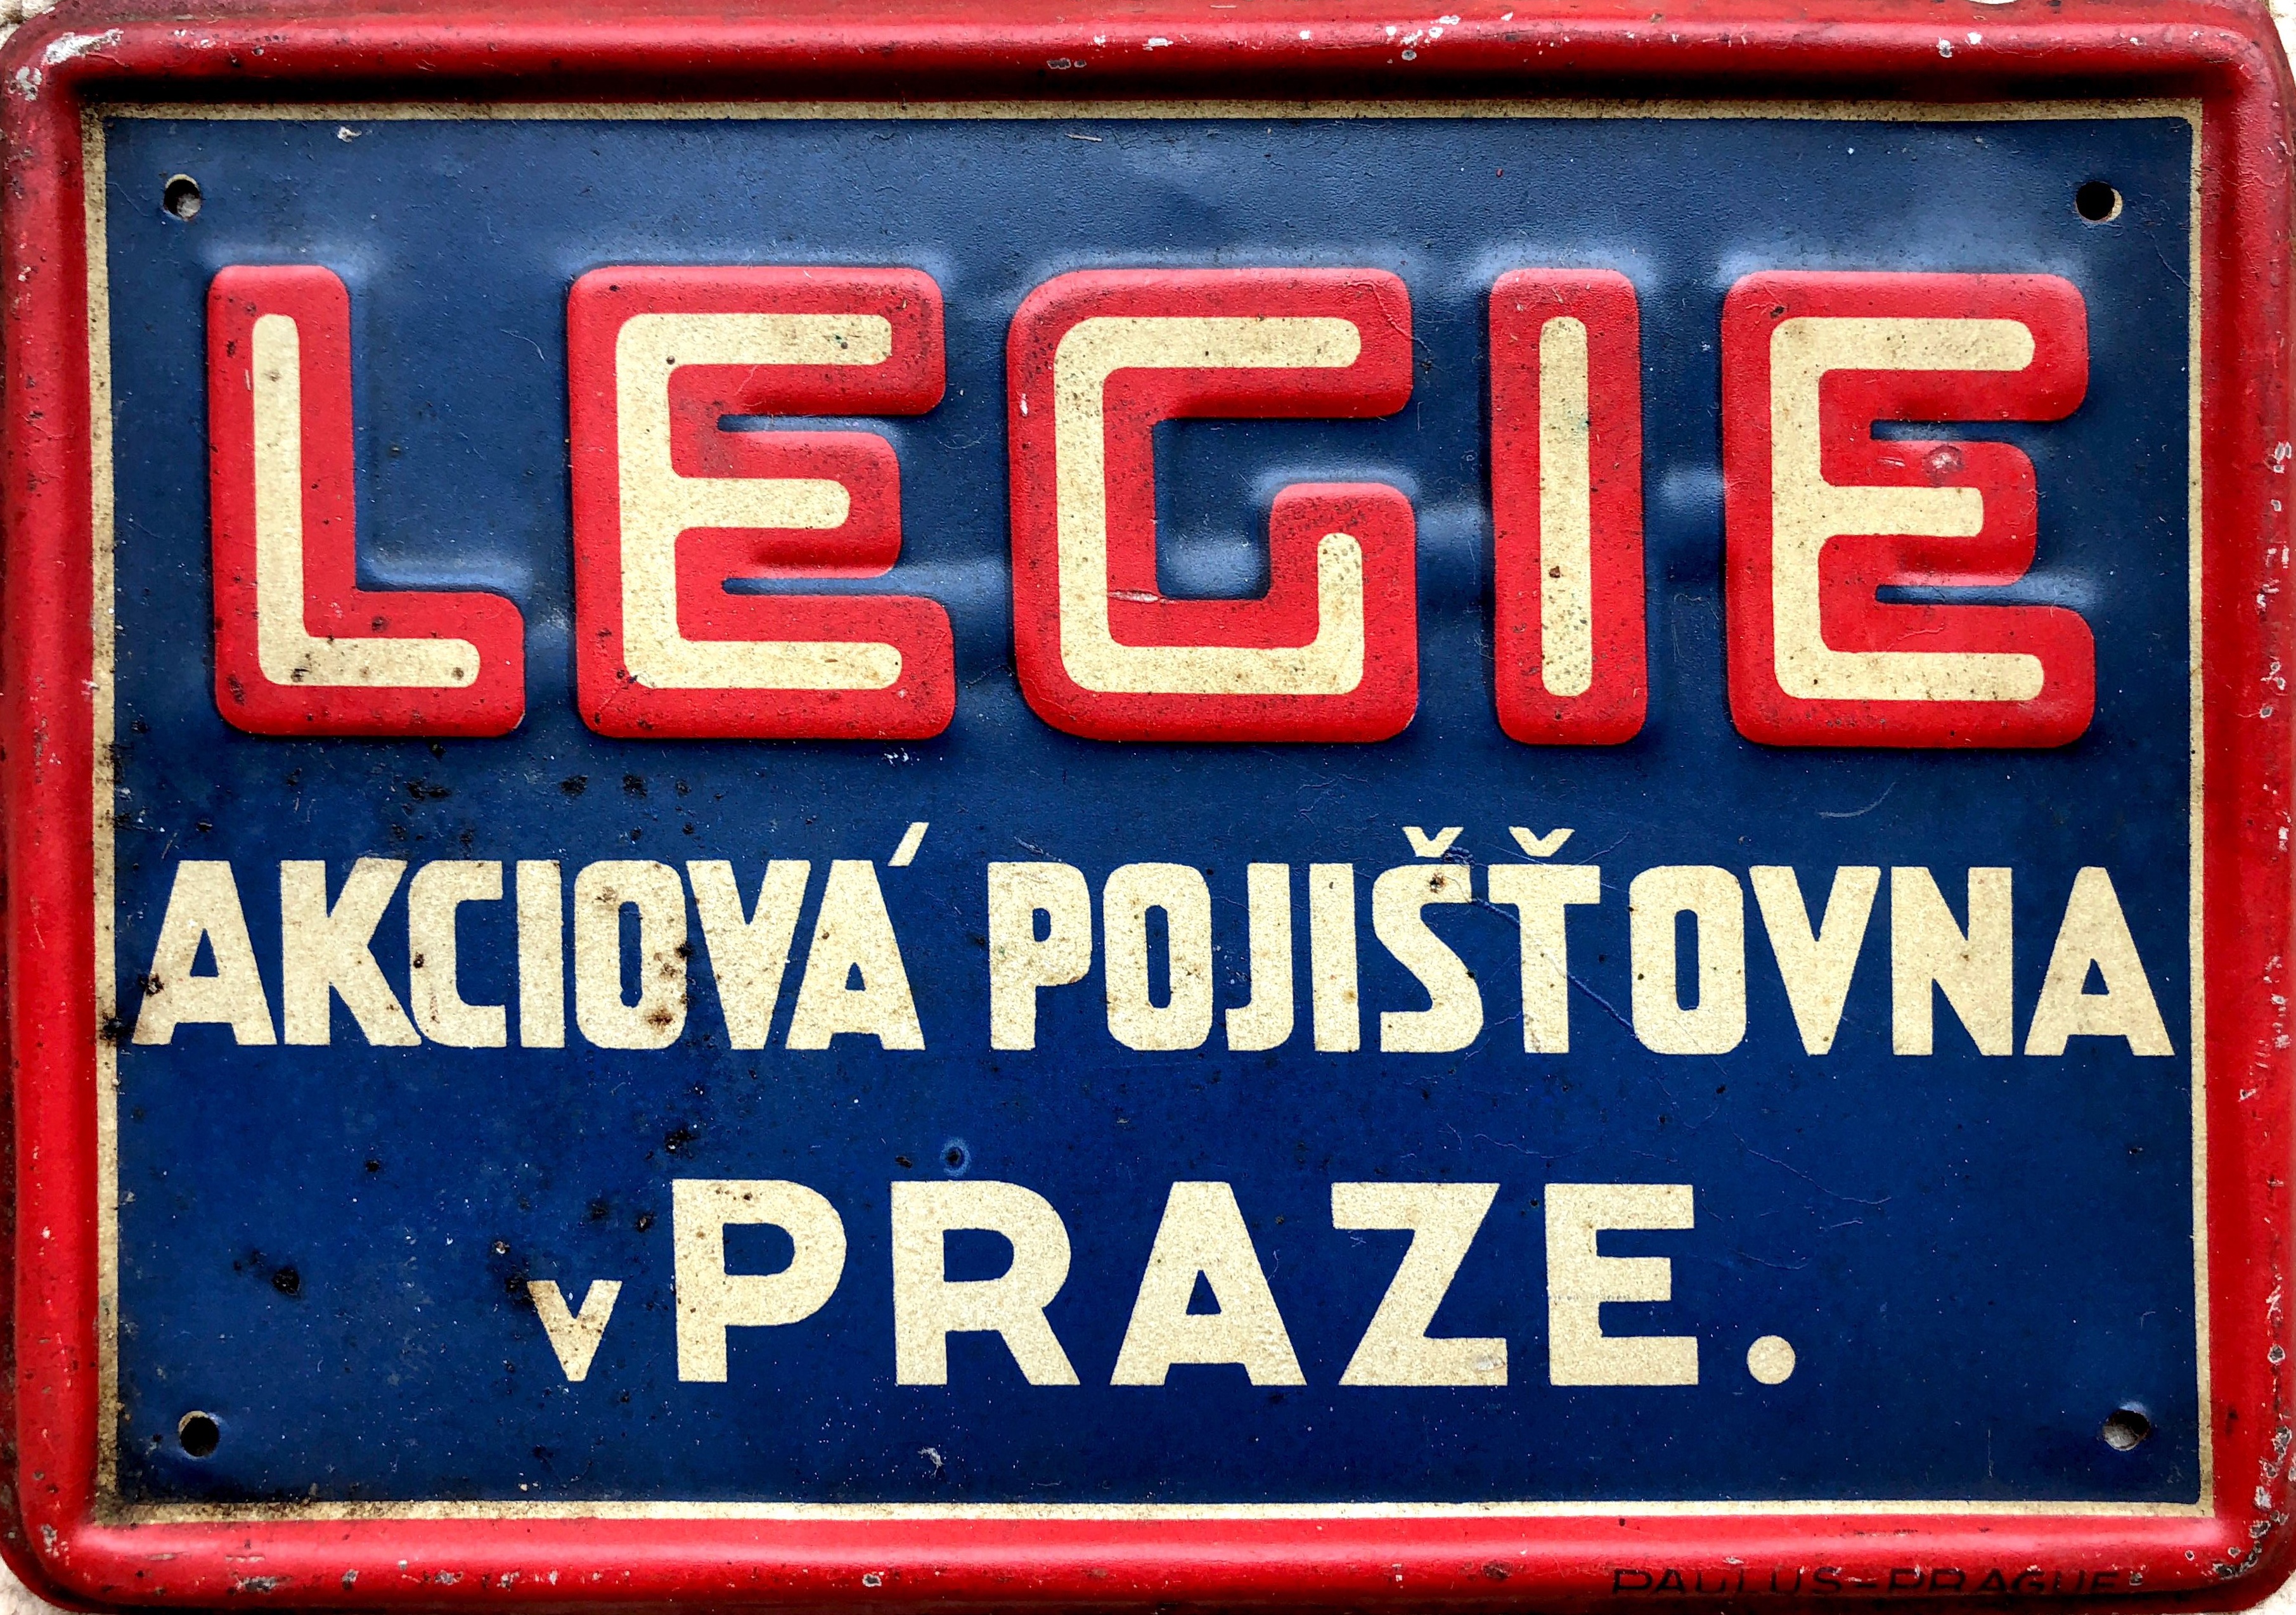 LEGIE
AKCIOVÁ POJIŠŤOVNA
v PRAZE.
PAULUS-PRAGUE